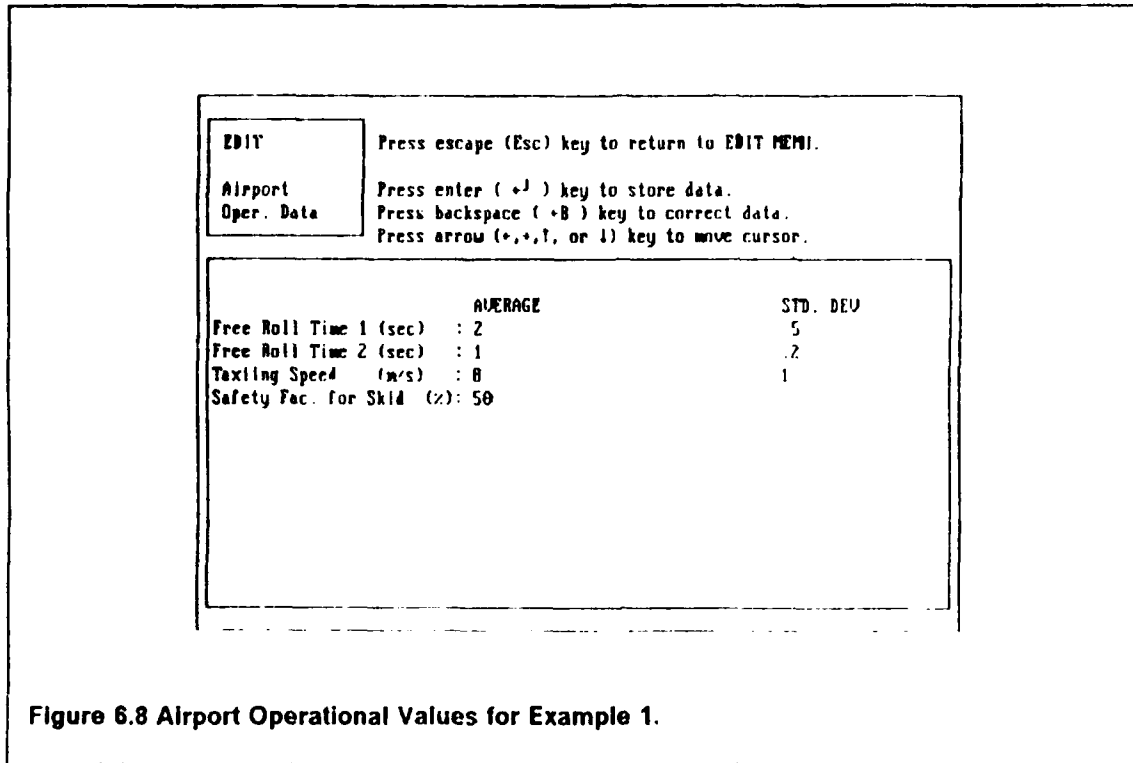 EDIT
Press escape (Esc) key to return to EDIT MENU.
Airport
Press enter ( ↵ ) key to store data.
Oper. Data
Press backspace ( ←B ) key to correct data.
Press arrow (←,→,↑, or ↓) key to move cursor.
AVERAGE STD. DEV
Free Roll Time 1 (sec) : 2
Free Roll Time 2 (sec) : 1 .2
Taxiing Speed (m/s) : 1
Safety Fac. for Skid (%): 50
Figure 6.8 Airport Operational Values for Example 1.